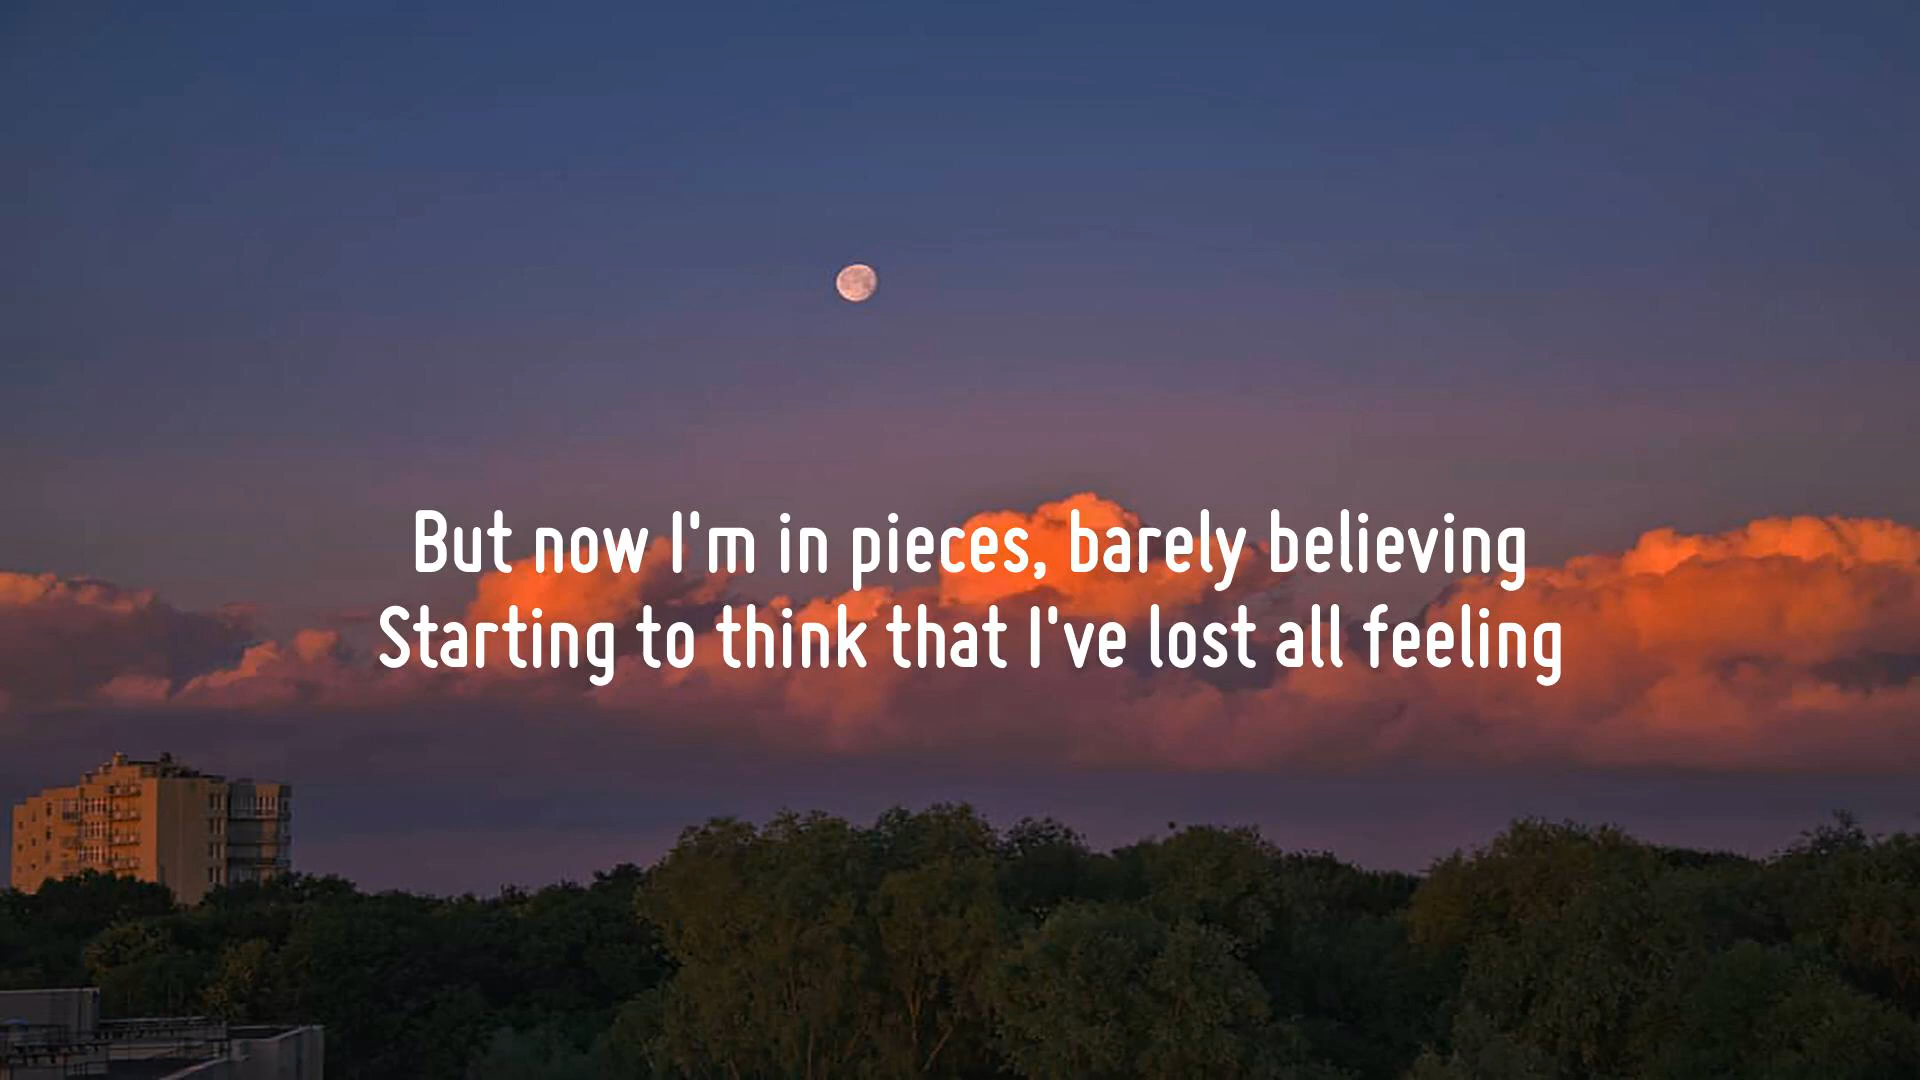 But now I'm in pieces, barely believing
Starting to think that I've lost all feeling